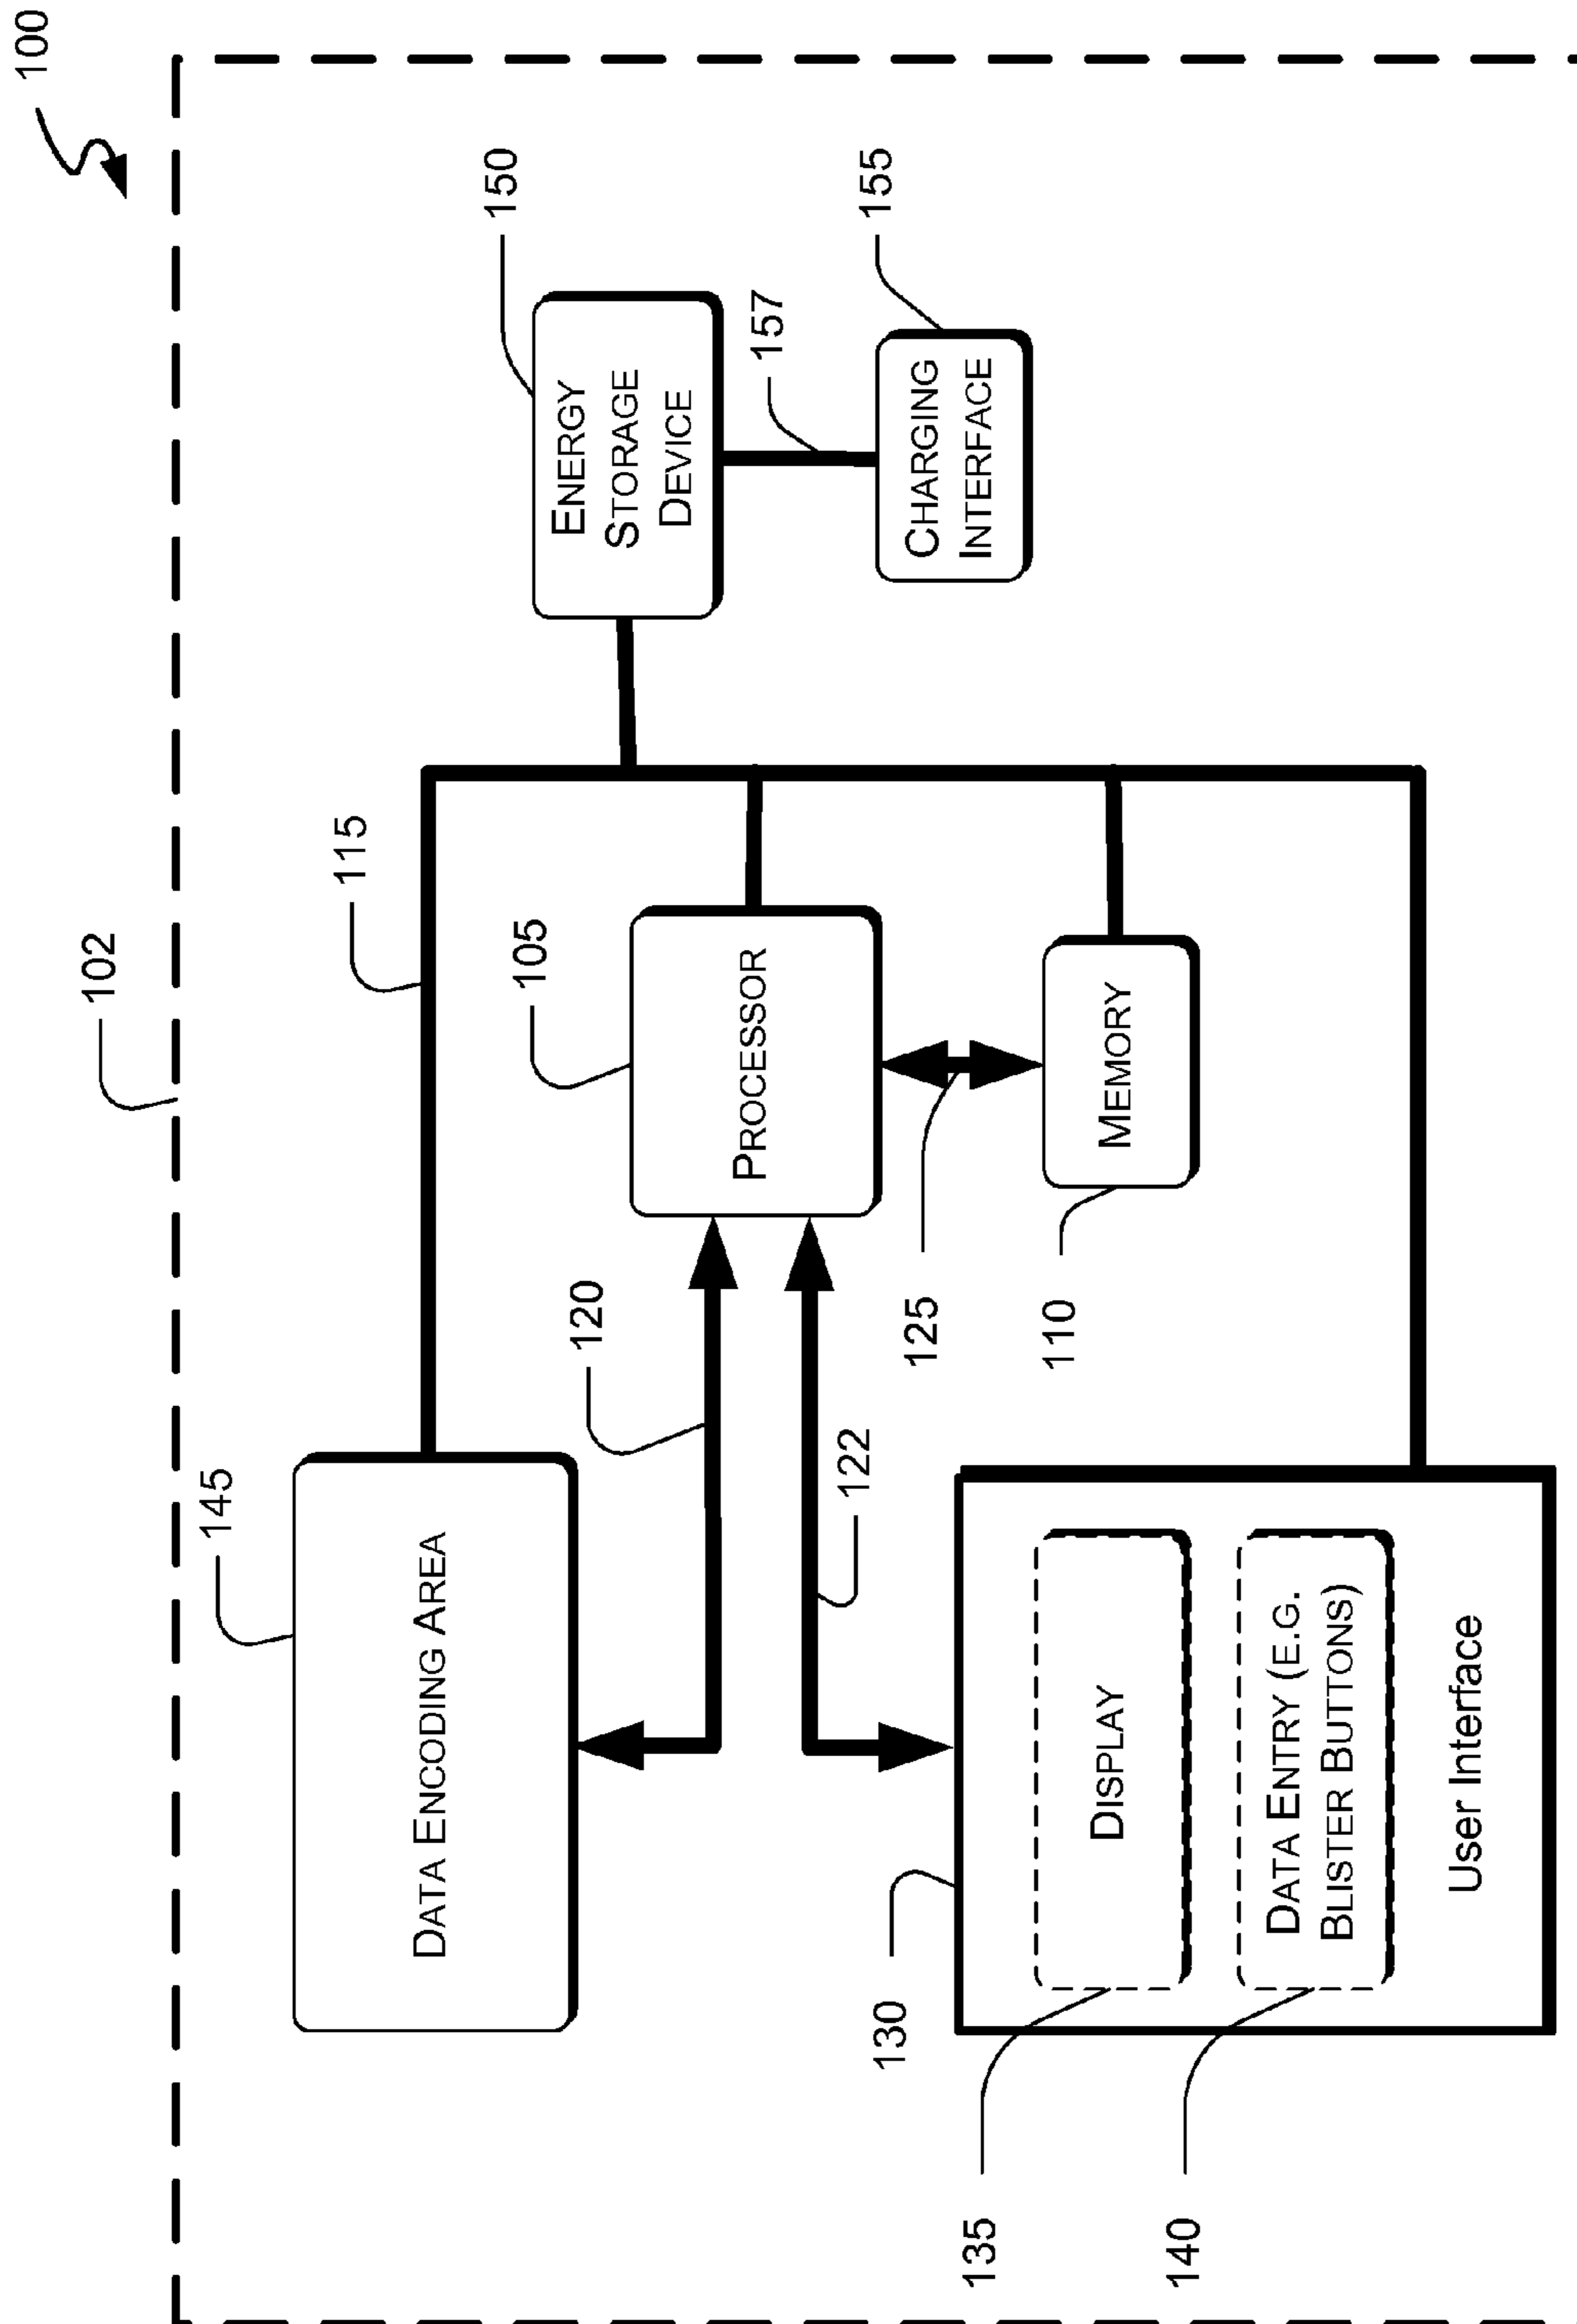 100
102
145
DATA ENCODING AREA
115
120
105
PROCESSOR
150
ENERGY
STORAGE
DEVICE
157
155
CHARGING
INTERFACE
122
125
110
MEMORY
130
135
DISPLAY
140
DATA ENTRY (E.G.
BLISTER BUTTONS)
User Interface